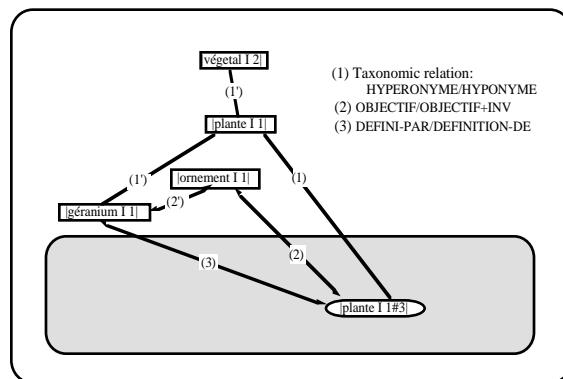 végétal I 2|
(1) Taxonomic relation:
HYPERONYME/HYPONYME
(1')
(2) OBJECTIF/OBJECTIF+INV
|plante I 1|
(3) DEFINI-PAR/DEFINITION-DE
(1')
|ornement I 1|
(1)
(2')
|géranium I 1|
(2)
(3)
|plante I 1#3|